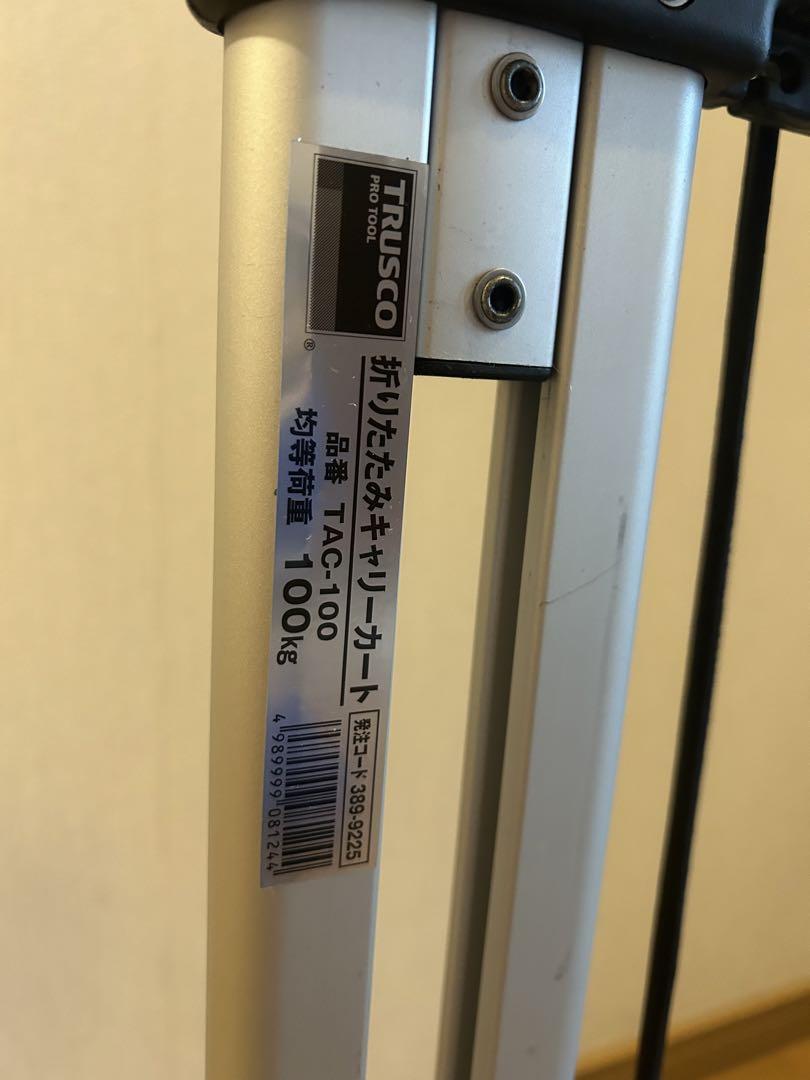 TRUSCO
PRO TOOL
®
折りたたみキャリーカート
品番 TAC-100
均等荷重 100kg
発注コード 389-9225
4 989999 081244